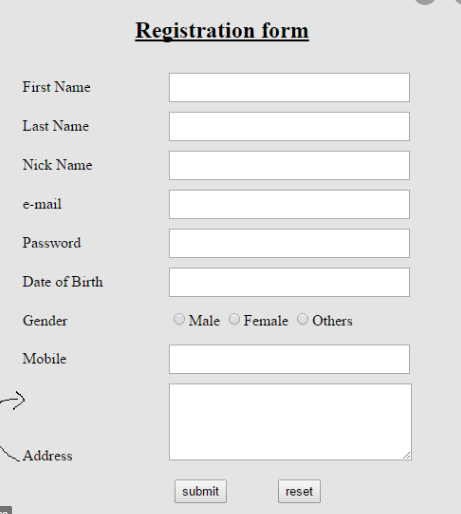 Registration form
First Name
Last Name
Nick Name
e-mail
Password
Date of Birth
Gender Male Female Others
Mobile
Address
submit reset